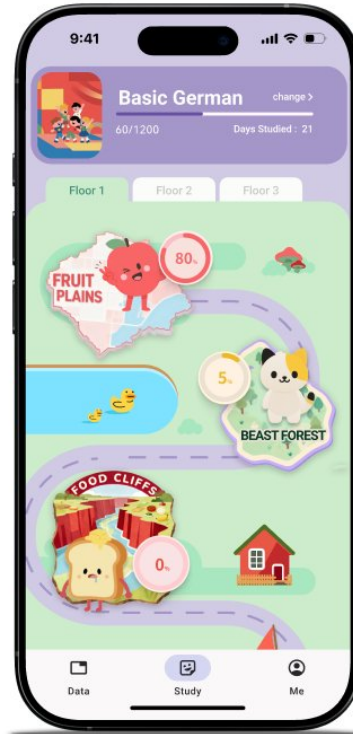 9:41
Basic German
change >
60/1200
Days Studied : 21
Floor 1
Floor 2
Floor 3
80%
FRUIT
PLAINS
5%
BEAST FOREST
FOOD CLIFFS
0%
Data
Study
Me